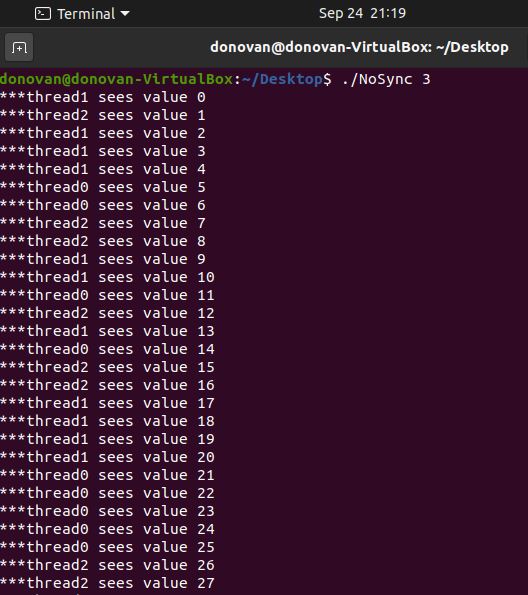 Terminal
Sep 24 21:19
donovan@donovan-VirtualBox: ~/Desktop
donovan@donovan-VirtualBox:~/Desktop$ ./NoSync 3
***thread1 sees value 0
***thread2 sees value 1
***thread1 sees value 2
***thread1 sees value 3
***thread1 sees value 4
***thread0 sees value 5
***thread0 sees value 6
***thread2 sees value 7
***thread2 sees value 8
***thread1 sees value 9
***thread1 sees value 10
***thread0 sees value 11
***thread2 sees value 12
***thread1 sees value 13
***thread0 sees value 14
***thread2 sees value 15
***thread2 sees value 16
***thread1 sees value 17
***thread1 sees value 18
***thread1 sees value 19
***thread1 sees value 20
***thread0 sees value 21
***thread0 sees value 22
***thread0 sees value 23
***thread0 sees value 24
***thread0 sees value 25
***thread2 sees value 26
***thread2 sees value 27